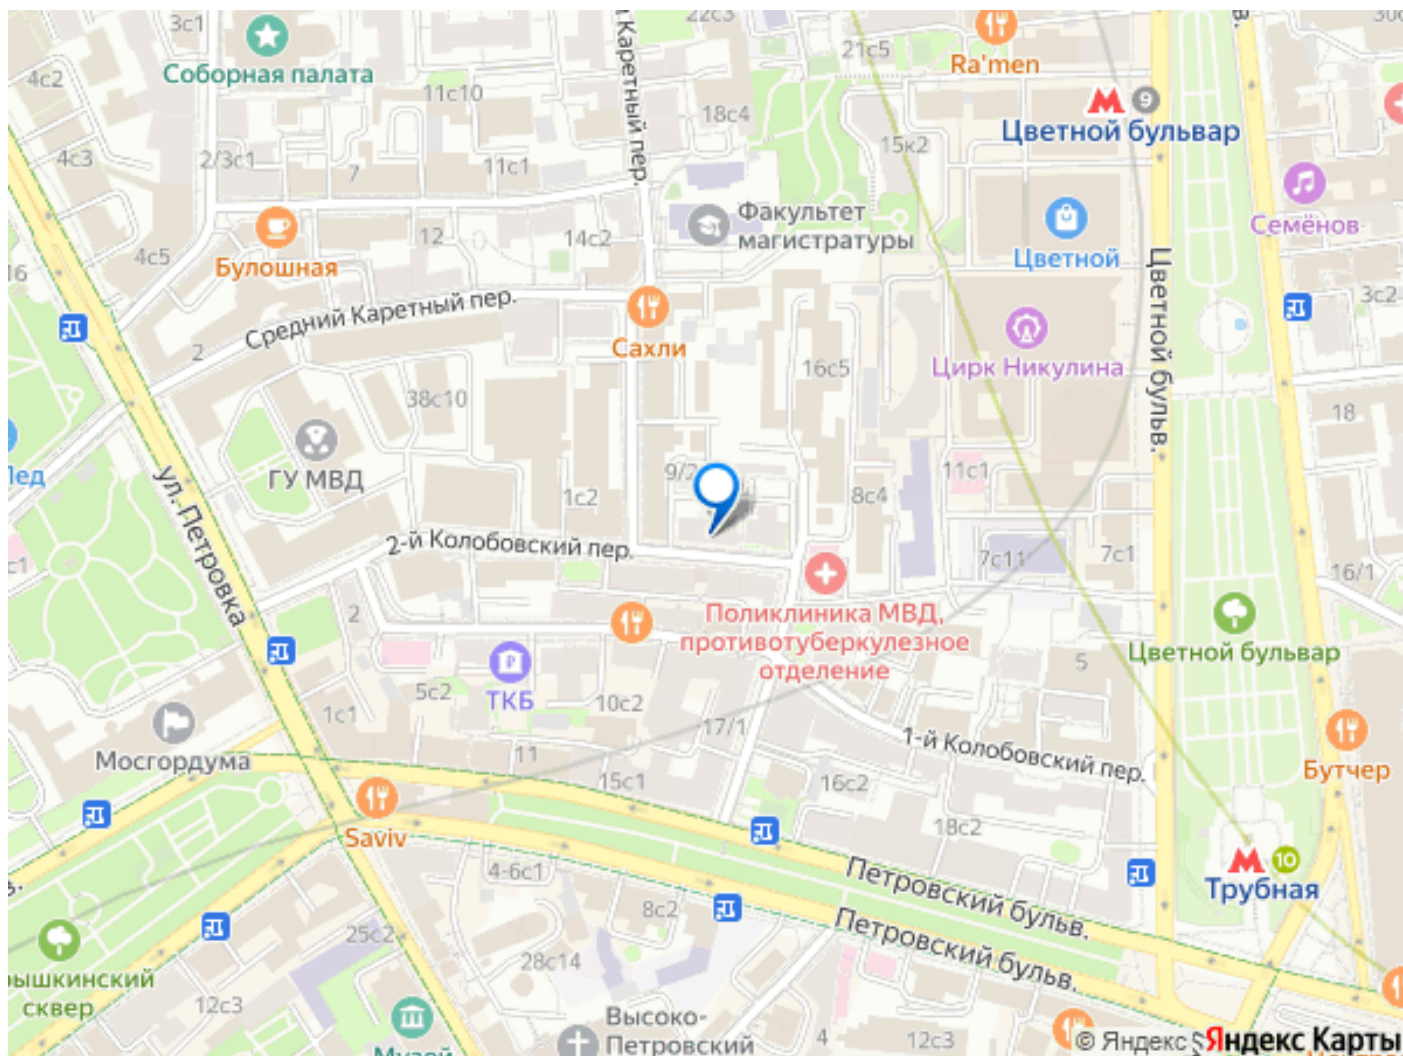 3с1
22с3
Соборная палата
4с2
11с10
Каретный пер.
18с4
21с5
Ra'men
9
Цветной бульвар
15к2
4с3
2/3с1
7
11с1
Семёнов
Факультет
магистратуры
12
14с2
4с5
Булошная
16
Цветной
3с2
Средний Каретный пер.
Сахли
2
Цирк Никулина
Цветной бульв.
16с5
38с10
18
ГУ МВД
9/2
11с1
8с4
1с2
ул. Петровка
2-й Колобовский пер.
7с11
7с1
16/1
2
Поликлиника МВД,
противотуберкулезное
отделение
5
Цветной бульвар
ТКБ
5с2
10с2
1с1
17/1
1-й Колобовский пер.
Мосгордума
11
15с1
16с2
Бутчер
Saviv
18с2
10
Трубная
4-6с1
Петровский бульв.
8с2
Петровский бульв.
25с2
28с14
сквер
12с3
Высоко-
Петровский
4
12с3
© Яндекс
Яндекс Карты